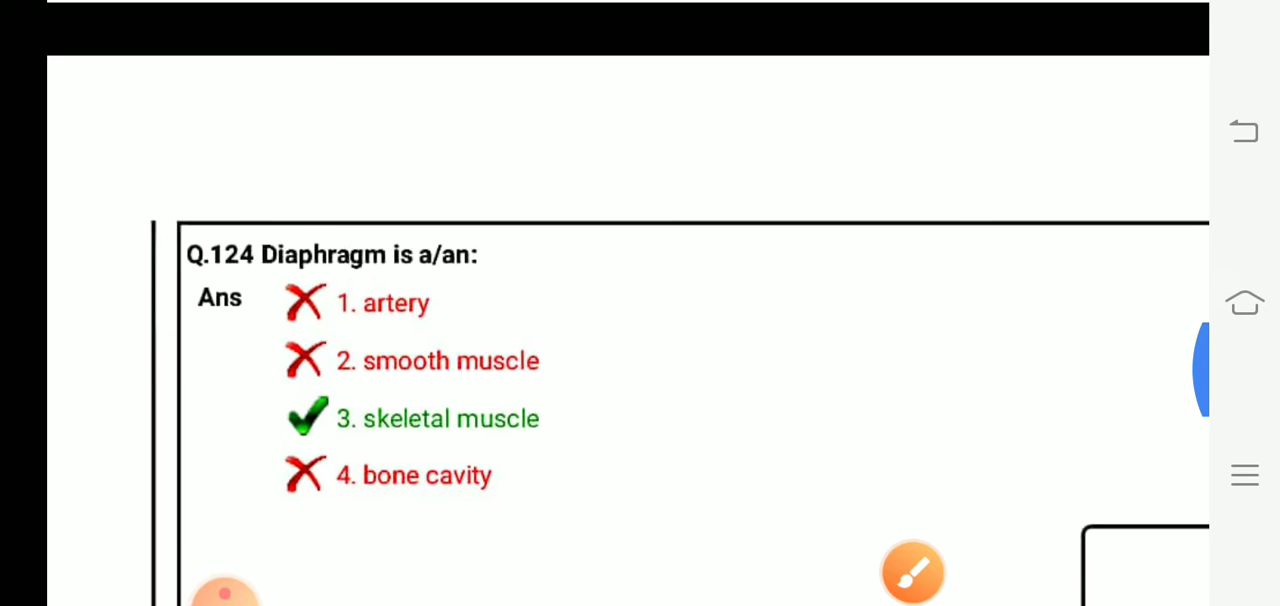 Q.124 Diaphragm is a/an:
Ans 1. artery
2. smooth muscle
3. skeletal muscle
4. bone cavity